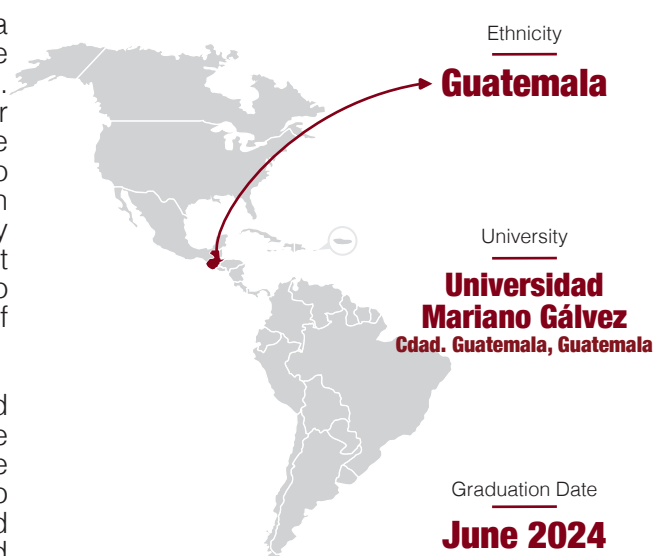 a
e
.
r
e
o
n
y
t
o
f
d
e
e
o
d
d
Ethnicity
Guatemala
University
Universidad
Mariano Gálvez
Cdad. Guatemala, Guatemala
Graduation Date
June 2024